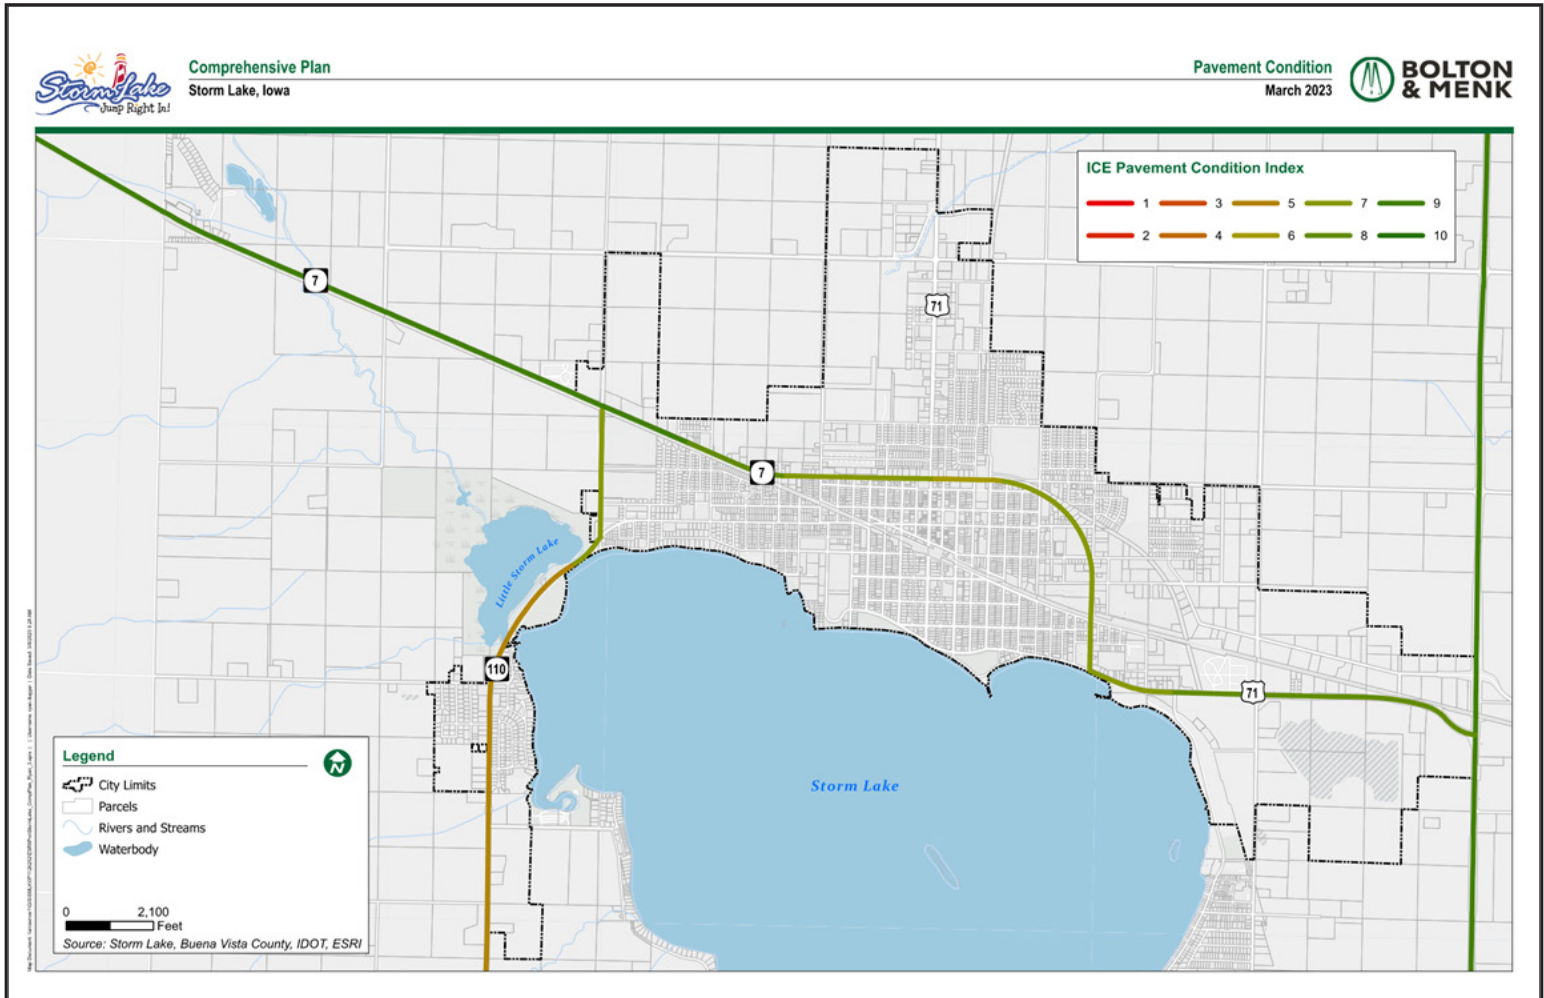 Storm Lake
Jump Right In!
Comprehensive Plan
Storm Lake, Iowa
Pavement Condition
March 2023
BOLTON
& MENK
ICE Pavement Condition Index
1 3 5 7 9
2 4 6 8 10
7
71
7
Little Storm Lake
110
71
Storm Lake
Legend
N
City Limits
Parcels
Rivers and Streams
Waterbody
0 2,100
Feet
Source: Storm Lake, Buena Vista County, IDOT, ESRI